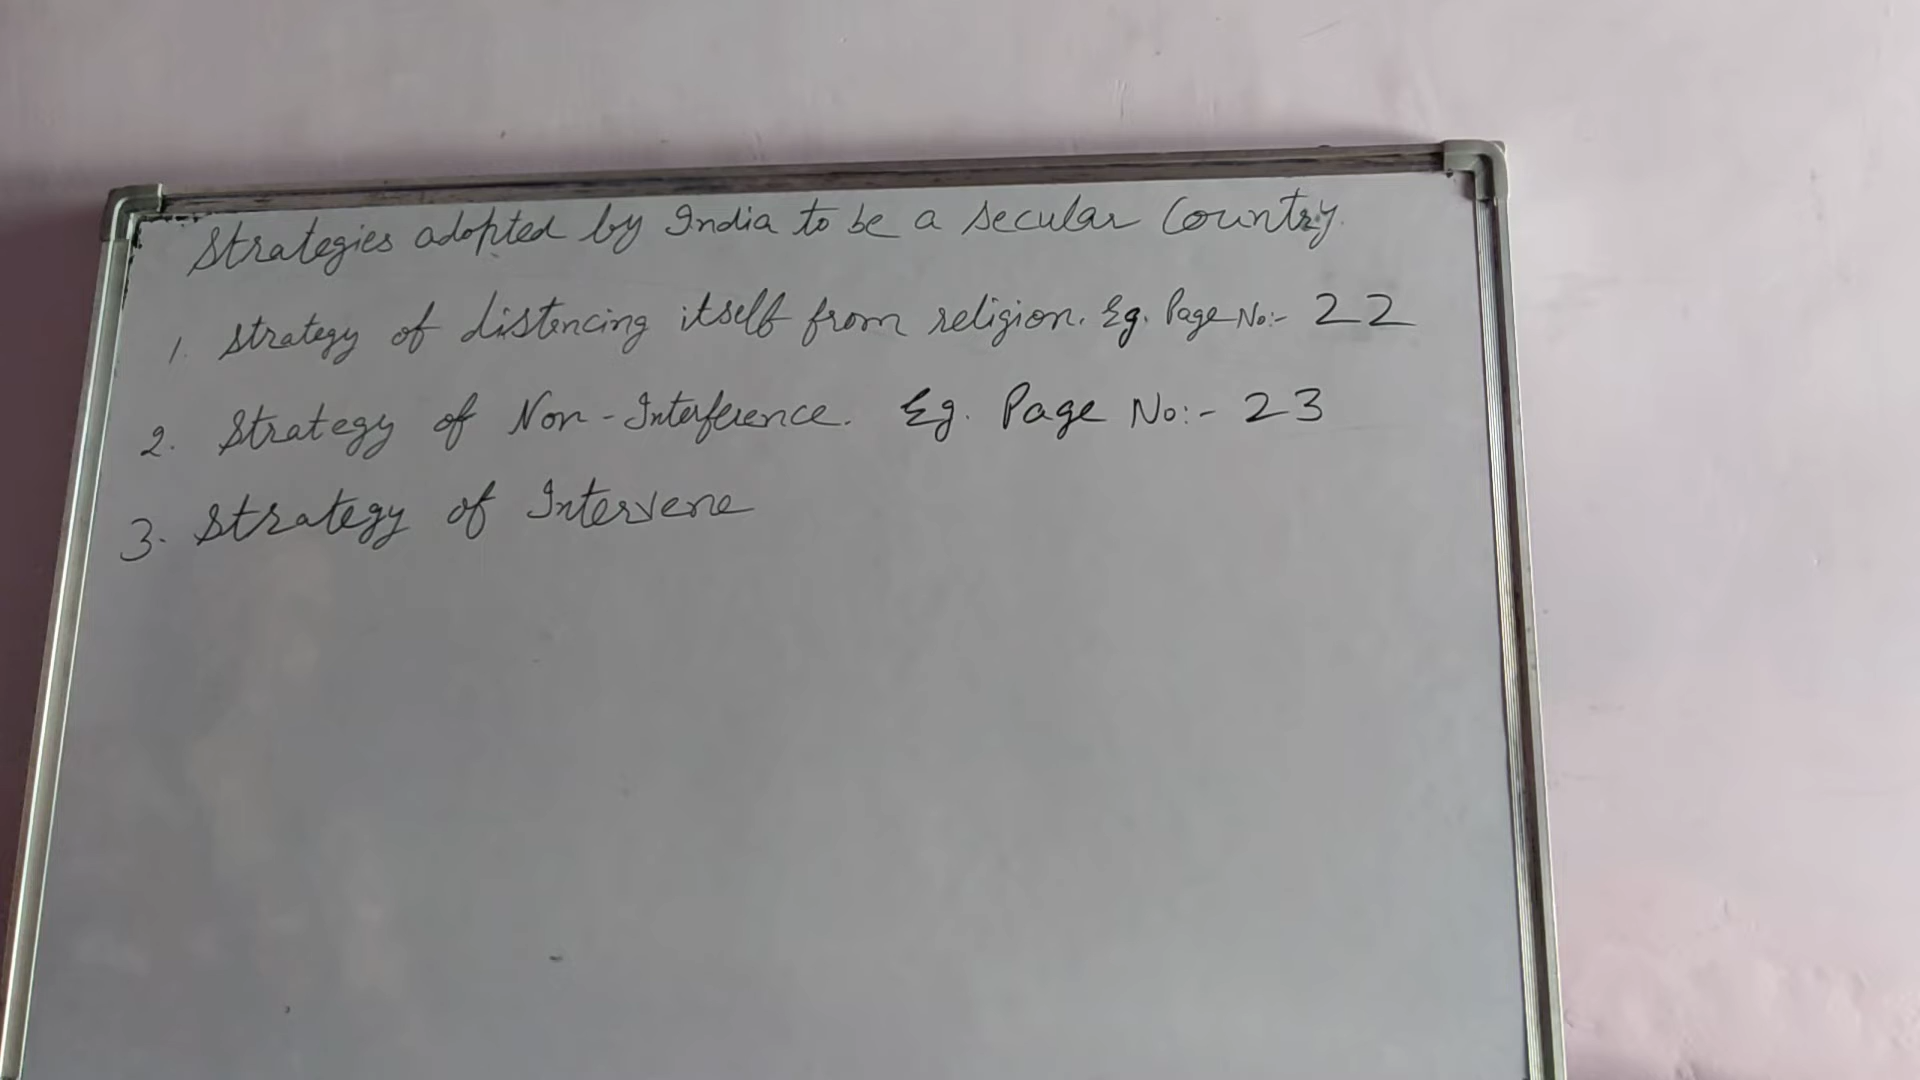 Strategies adopted by India to be a secular Country.
1. Strategy of distencing itself from religion. Eg. Page No:- 22
2. Strategy of Non-Interference. Eg. Page No:- 23
3. Strategy of Intervene